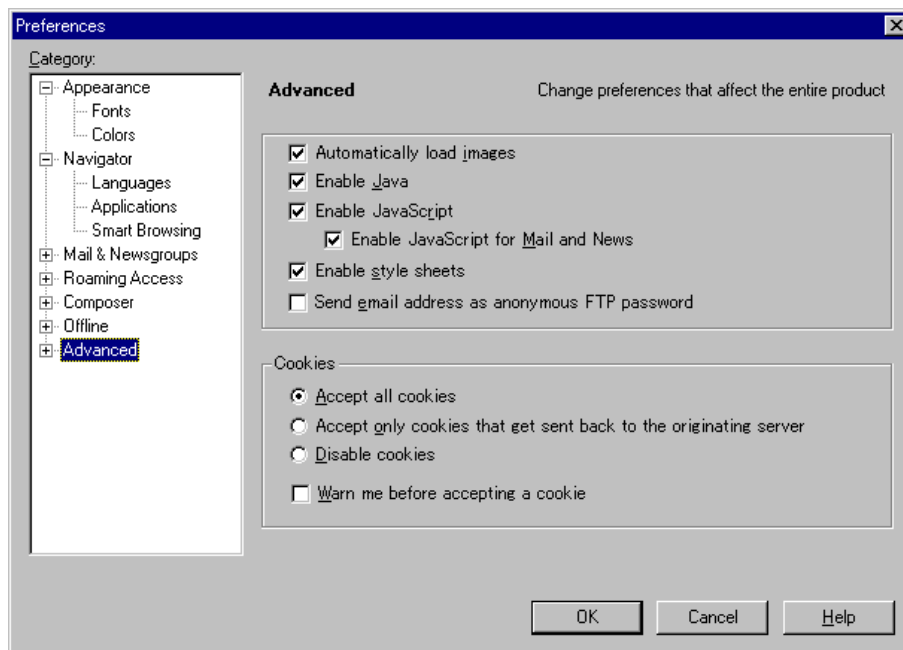 Preferences
Category:
Appearance
Fonts
Colors
Navigator
Languages
Applications
Smart Browsing
Mail & Newsgroups
Roaming Access
Composer
Offline
Advanced
Advanced Change preferences that affect the entire product
Automatically load images
Enable Java
Enable JavaScript
Enable JavaScript for Mail and News
Enable style sheets
Send email address as anonymous FTP password
Cookies
Accept all cookies
Accept only cookies that get sent back to the originating server
Disable cookies
Warn me before accepting a cookie
OK Cancel Help